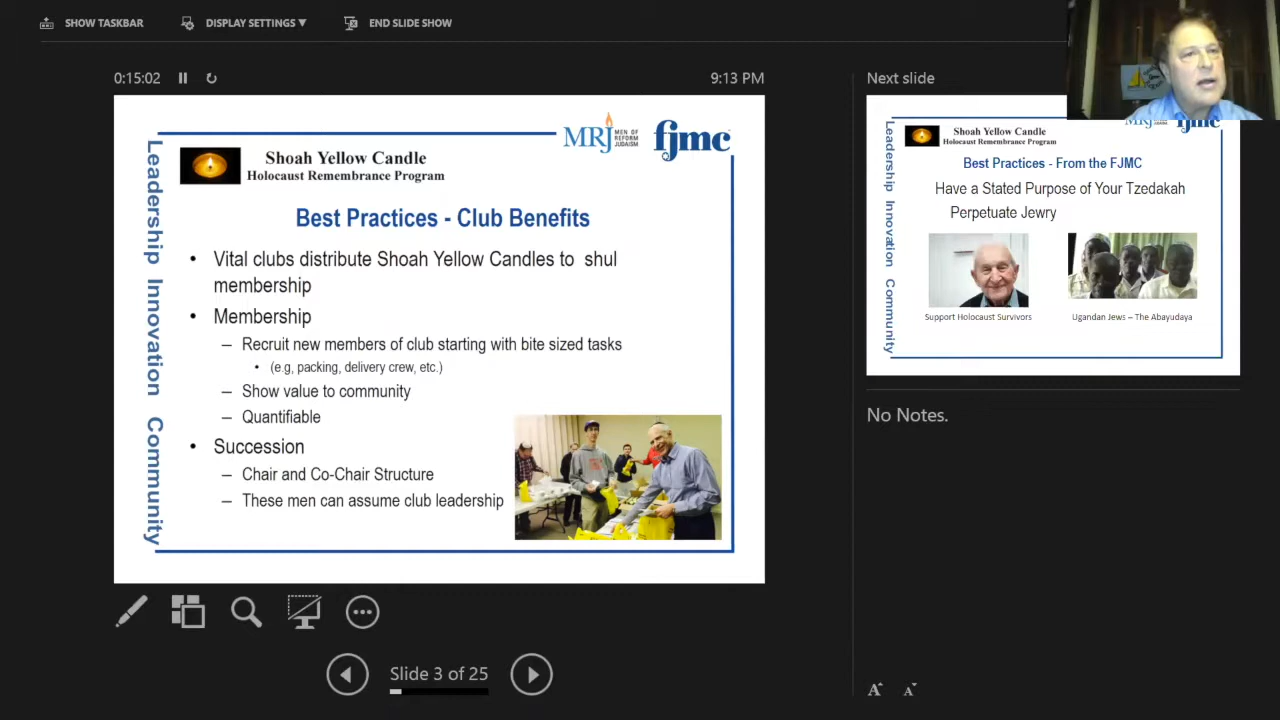 SHOW TASKBAR
DISPLAY SETTINGS ▼
END SLIDE SHOW
0:15:02
9:13 PM
MRJ MEN OF REFORM JUDAISM
fjmc
Leadership Innovation Community
Shoah Yellow Candle
Holocaust Remembrance Program
Best Practices - Club Benefits
• Vital clubs distribute Shoah Yellow Candles to shul
membership
• Membership
– Recruit new members of club starting with bite sized tasks
• (e.g, packing, delivery crew, etc.)
– Show value to community
– Quantifiable
• Succession
– Chair and Co-Chair Structure
– These men can assume club leadership
Slide 3 of 25
Next slide
MRJ
fjmc
Leadership Innovation Community
Shoah Yellow Candle
Holocaust Remembrance Program
Best Practices - From the FJMC
Have a Stated Purpose of Your Tzedakah
Perpetuate Jewry
Support Holocaust Survivors
Ugandan Jews – The Abayudaya
No Notes.
A A